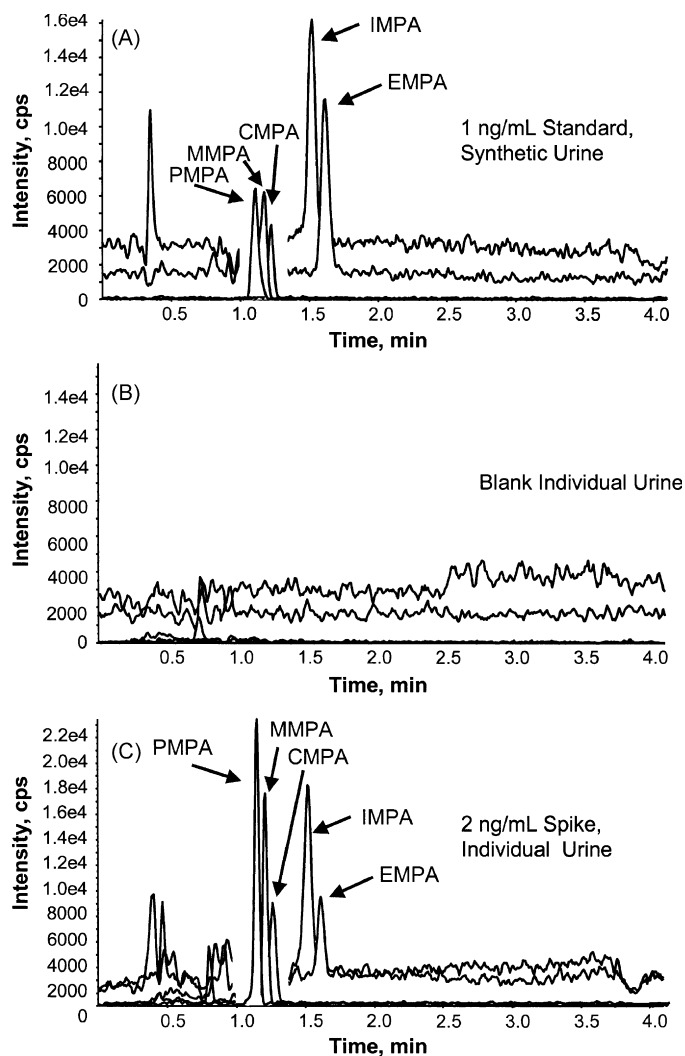 (A)
1.6e4
1.4e4
1.2e4
1.0e4
8000
6000
4000
2000
0
Intensity, cps
IMPA
EMPA
CMPA
MMPA
PMPA
1 ng/mL Standard,
Synthetic Urine
0.5 1.0 1.5 2.0 2.5 3.0 3.5 4.0
Time, min
(B)
1.4e4
1.2e4
1.0e4
8000
6000
4000
2000
0
Intensity, cps
Blank Individual Urine
0.5 1.0 1.5 2.0 2.5 3.0 3.5 4.0
Time, min
(C)
2.2e4
2.0e4
1.8e4
1.6e4
1.4e4
1.2e4
1.0e4
8000
6000
4000
2000
0
Intensity, cps
MMPA
PMPA
CMPA
IMPA
EMPA
2 ng/mL Spike,
Individual Urine
0.5 1.0 1.5 2.0 2.5 3.0 3.5 4.0
Time, min